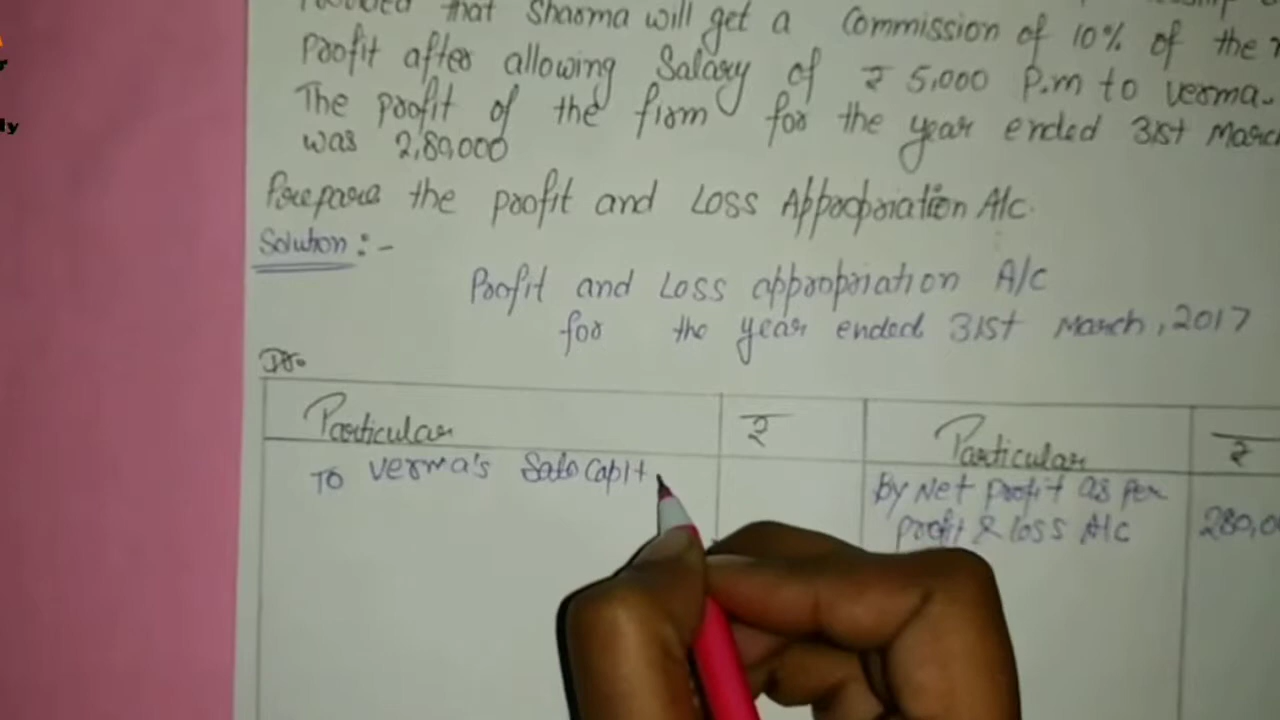 that Sharma will get a Commission of 10% of the
Profit after allowing Salary of ₹ 5,000 P.m to verma.
The profit of the firm for the year ended 31st March
was 2,80,000
Prepare the profit and Loss Appropriation A/c.
Solution :-
Profit and Loss appropriation A/c
for the year ended 31st March, 2017
Dr.
Particular ₹ Particular ₹
To verma's Capit
By Net profit as per
profit & loss A/c 280,0